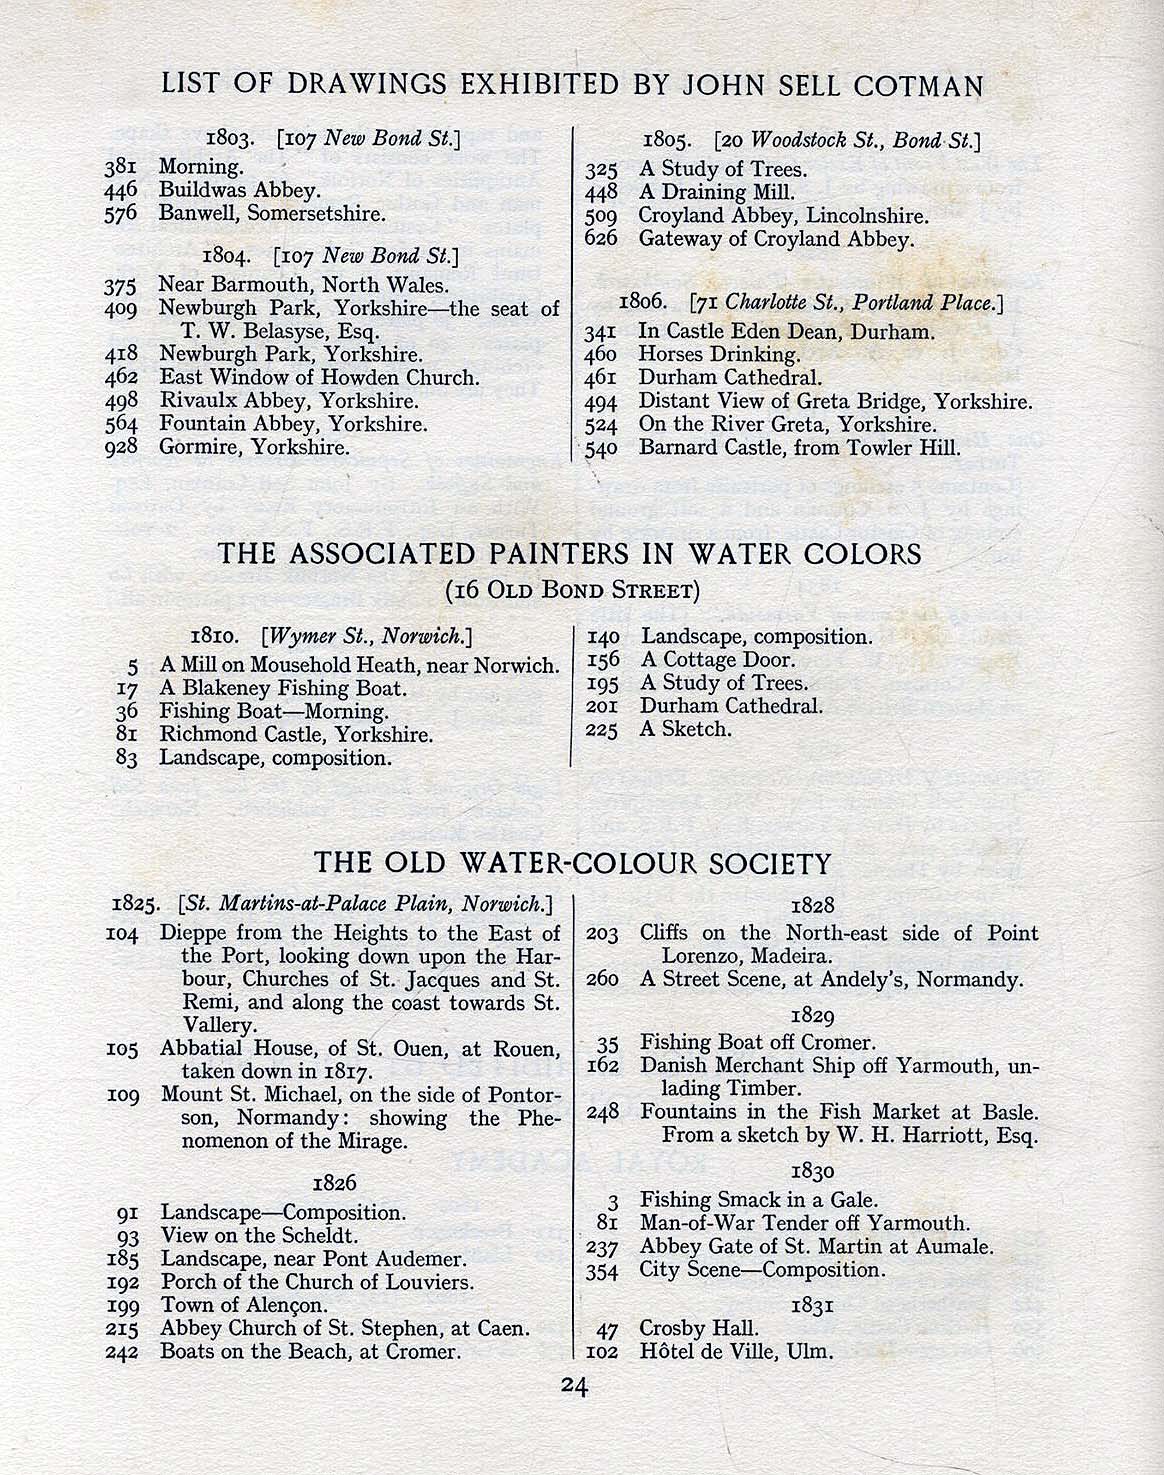 LIST OF DRAWINGS EXHIBITED BY JOHN SELL COTMAN
1803. [107 New Bond St.]
381 Morning.
446 Buildwas Abbey.
576 Banwell, Somersetshire.
1804. [107 New Bond St.]
375 Near Barmouth, North Wales.
409 Newburgh Park, Yorkshire—the seat of
T. W. Belasyse, Esq.
418 Newburgh Park, Yorkshire.
462 East Window of Howden Church.
498 Rivaulx Abbey, Yorkshire.
564 Fountain Abbey, Yorkshire.
928 Gormire, Yorkshire.
1805. [20 Woodstock St., Bond St.]
325 A Study of Trees.
448 A Draining Mill.
509 Croyland Abbey, Lincolnshire.
626 Gateway of Croyland Abbey.
1806. [71 Charlotte St., Portland Place.]
341 In Castle Eden Dean, Durham.
460 Horses Drinking.
461 Durham Cathedral.
494 Distant View of Greta Bridge, Yorkshire.
524 On the River Greta, Yorkshire.
540 Barnard Castle, from Towler Hill.
THE ASSOCIATED PAINTERS IN WATER COLORS
(16 OLD BOND STREET)
1810. [Wymer St., Norwich.]
5 A Mill on Mousehold Heath, near Norwich.
17 A Blakeney Fishing Boat.
36 Fishing Boat—Morning.
81 Richmond Castle, Yorkshire.
83 Landscape, composition.
140 Landscape, composition.
156 A Cottage Door.
195 A Study of Trees.
201 Durham Cathedral.
225 A Sketch.
THE OLD WATER-COLOUR SOCIETY
1825. [St. Martins-at-Palace Plain, Norwich.]
104 Dieppe from the Heights to the East of
the Port, looking down upon the Har-
bour, Churches of St. Jacques and St.
Remi, and along the coast towards St.
Vallery.
105 Abbatial House, of St. Ouen, at Rouen,
taken down in 1817.
109 Mount St. Michael, on the side of Pontor-
son, Normandy: showing the Phe-
nomenon of the Mirage.
1826
91 Landscape—Composition.
93 View on the Scheldt.
185 Landscape, near Pont Audemer.
192 Porch of the Church of Louviers.
199 Town of Alençon.
215 Abbey Church of St. Stephen, at Caen.
242 Boats on the Beach, at Cromer.
1828
203 Cliffs on the North-east side of Point
Lorenzo, Madeira.
260 A Street Scene, at Andely's, Normandy.
1829
35 Fishing Boat off Cromer.
162 Danish Merchant Ship off Yarmouth, un-
lading Timber.
248 Fountains in the Fish Market at Basle.
From a sketch by W. H. Harriott, Esq.
1830
3 Fishing Smack in a Gale.
81 Man-of-War Tender off Yarmouth.
237 Abbey Gate of St. Martin at Aumale.
354 City Scene—Composition.
1831
47 Crosby Hall.
102 Hôtel de Ville, Ulm.
24